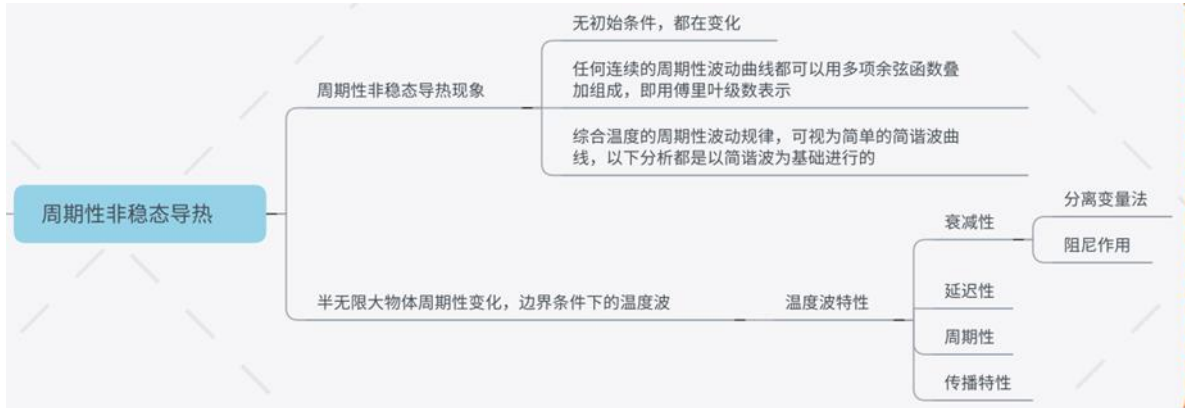 无初始条件，都在变化
周期性非稳态导热现象
任何连续的周期性波动曲线都可以用多项余弦函数叠
加组成，即用傅里叶级数表示
综合温度的周期性波动规律，可视为简单的简谐波曲
线，以下分析都是以简谐波为基础进行的
周期性非稳态导热
半无限大物体周期性变化，边界条件下的温度波
温度波特性
衰减性
分离变量法
阻尼作用
延迟性
周期性
传播特性